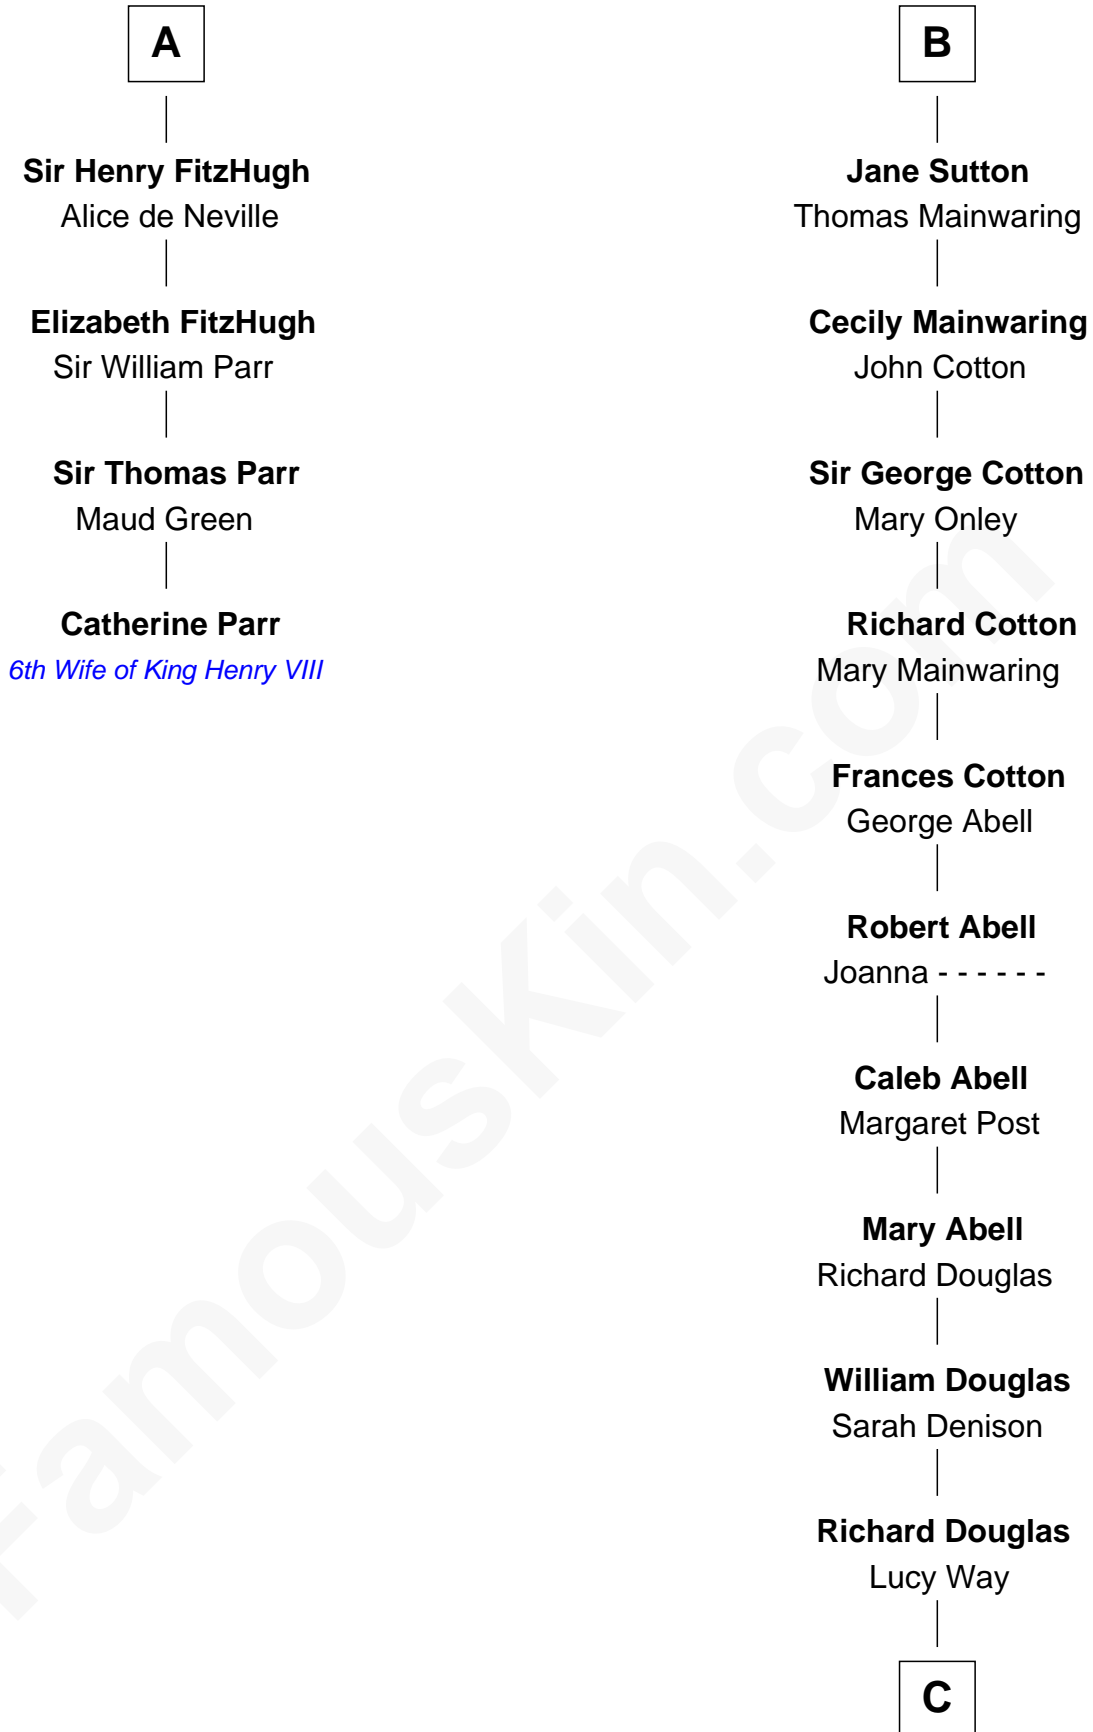 A
Sir Henry FitzHugh
Alice de Neville
Elizabeth FitzHugh
Sir William Parr
Sir Thomas Parr
Maud Green
Catherine Parr
6th Wife of King Henry VIII
B
Jane Sutton
Thomas Mainwaring
Cecily Mainwaring
John Cotton
Sir George Cotton
Mary Onley
Richard Cotton
Mary Mainwaring
Frances Cotton
George Abell
Robert Abell
Joanna - - - - - -
Caleb Abell
Margaret Post
Mary Abell
Richard Douglas
William Douglas
Sarah Denison
Richard Douglas
Lucy Way
C
FamousKin.com